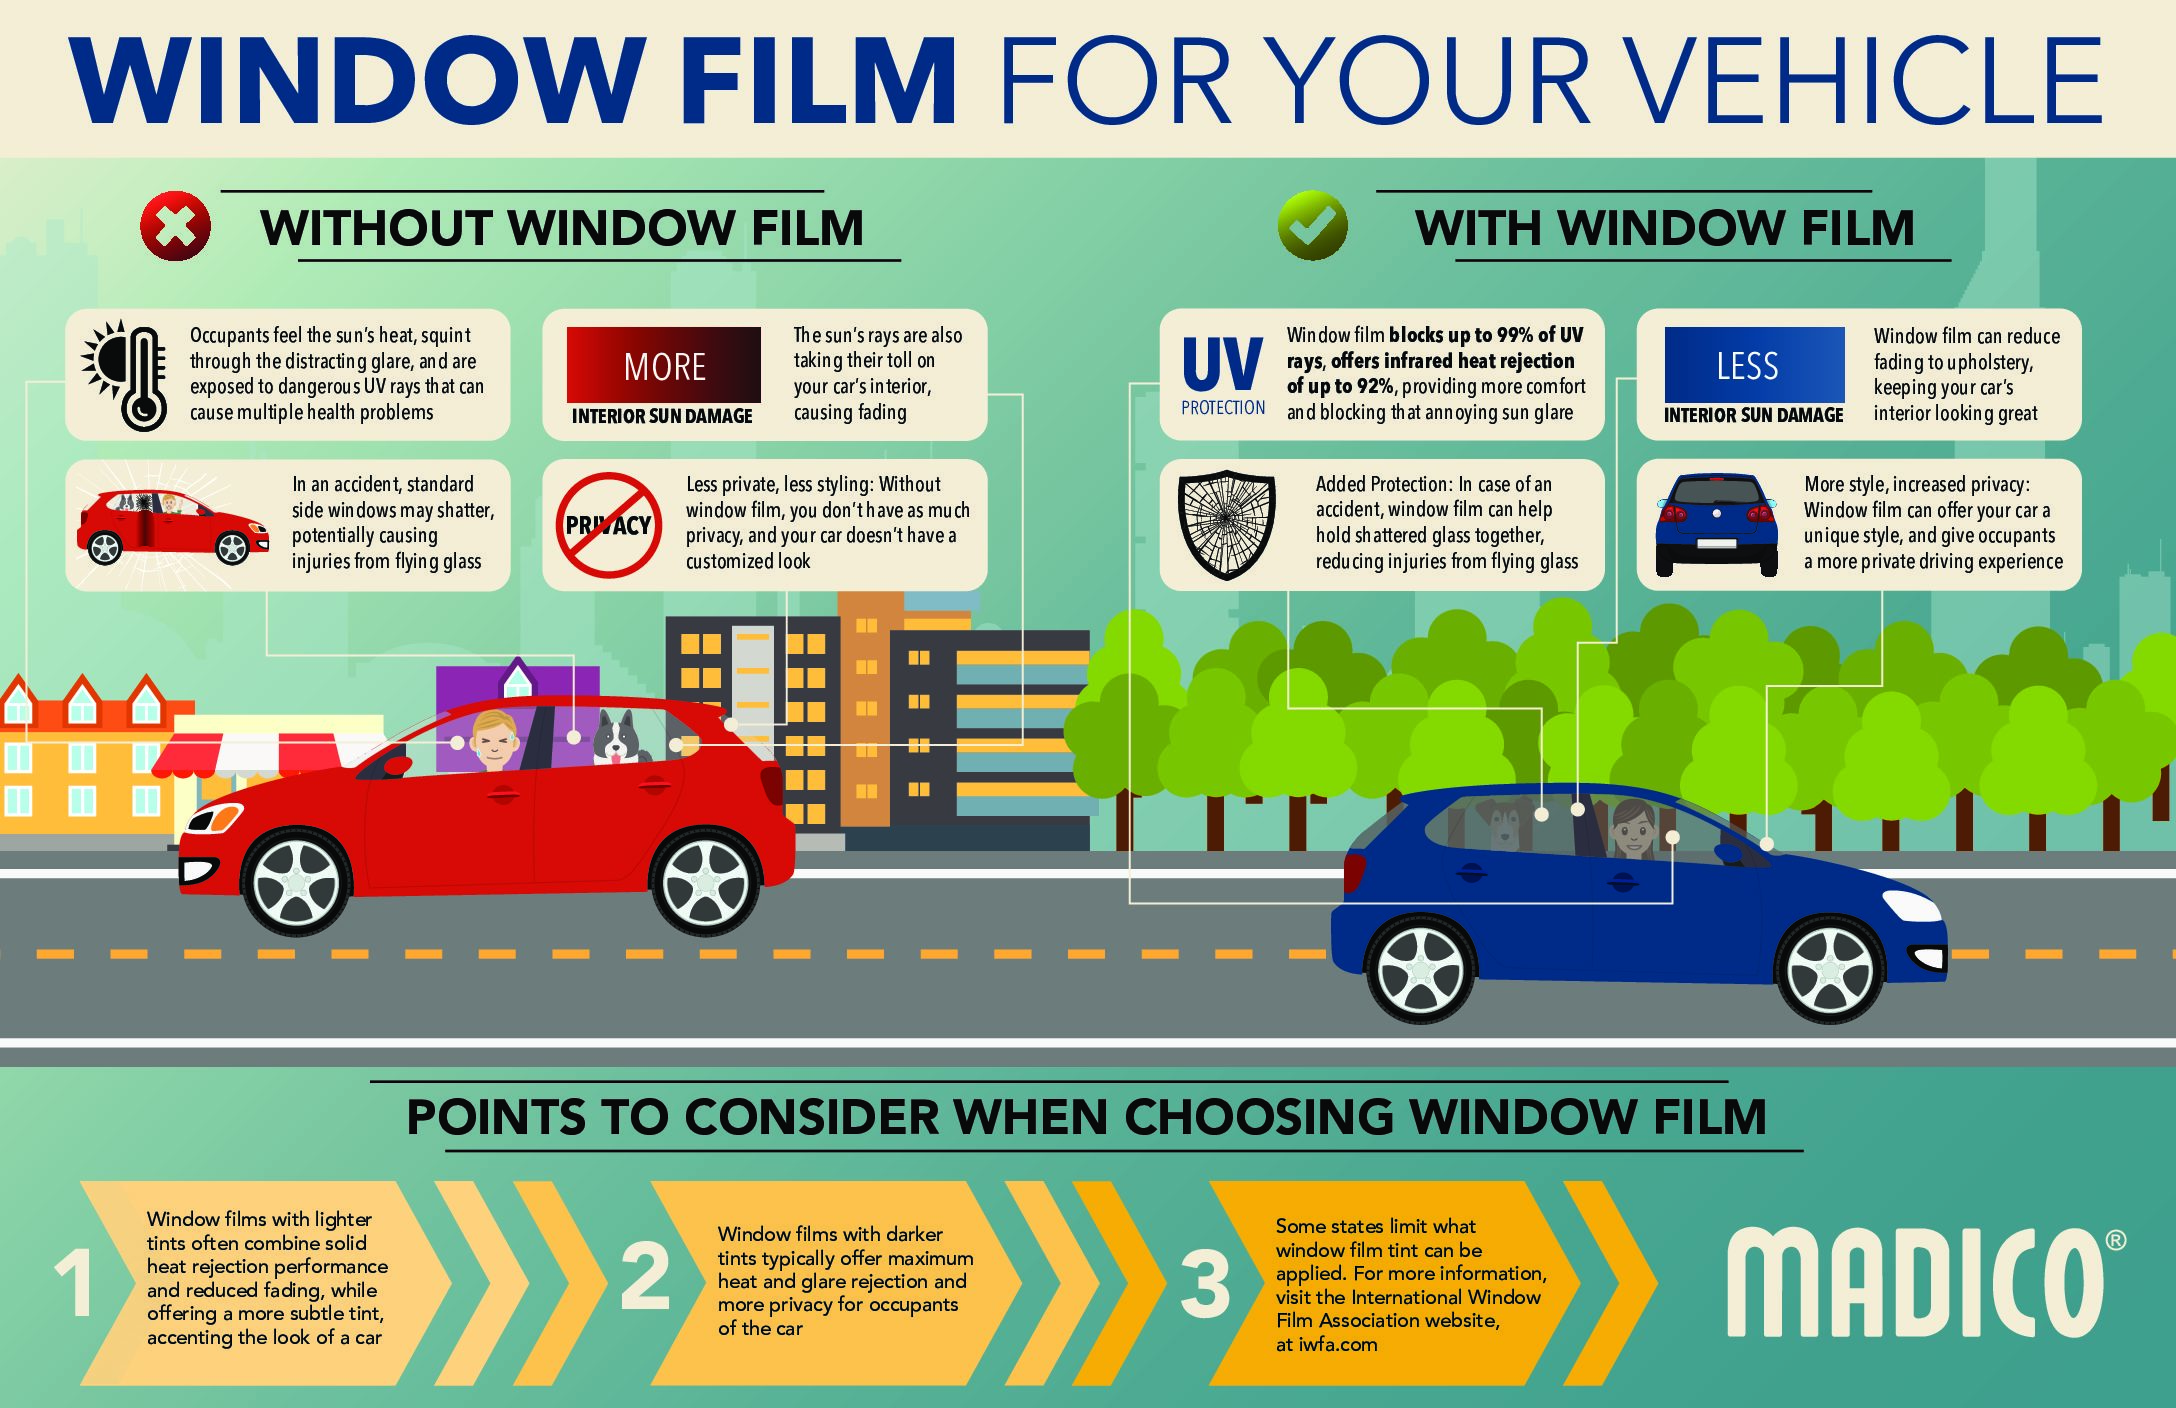 WINDOW FILM FOR YOUR VEHICLE
WITHOUT WINDOW FILM
Occupants feel the sun's heat, squint
through the distracting glare, and are
exposed to dangerous UV rays that can
cause multiple health problems
MORE
INTERIOR SUN DAMAGE
The sun's rays are also
taking their toll on
your car's interior,
causing fading
In an accident, standard
side windows may shatter,
potentially causing
injuries from flying glass
PRIVACY
Less private, less styling: Without
window film, you don't have as much
privacy, and your car doesn't have a
customized look
WITH WINDOW FILM
UV
PROTECTION
Window film blocks up to 99% of UV
rays, offers infrared heat rejection
of up to 92%, providing more comfort
and blocking that annoying sun glare
LESS
INTERIOR SUN DAMAGE
Window film can reduce
fading to upholstery,
keeping your car's
interior looking great
Added Protection: In case of an
accident, window film can help
hold shattered glass together,
reducing injuries from flying glass
More style, increased privacy:
Window film can offer your car a
unique style, and give occupants
a more private driving experience
POINTS TO CONSIDER WHEN CHOOSING WINDOW FILM
1
Window films with lighter
tints often combine solid
heat rejection performance
and reduced fading, while
offering a more subtle tint,
accenting the look of a car
2
Window films with darker
tints typically offer maximum
heat and glare rejection and
more privacy for occupants
of the car
3
Some states limit what
window film tint can be
applied. For more information,
visit the International Window
Film Association website,
at iwfa.com
MADICO®